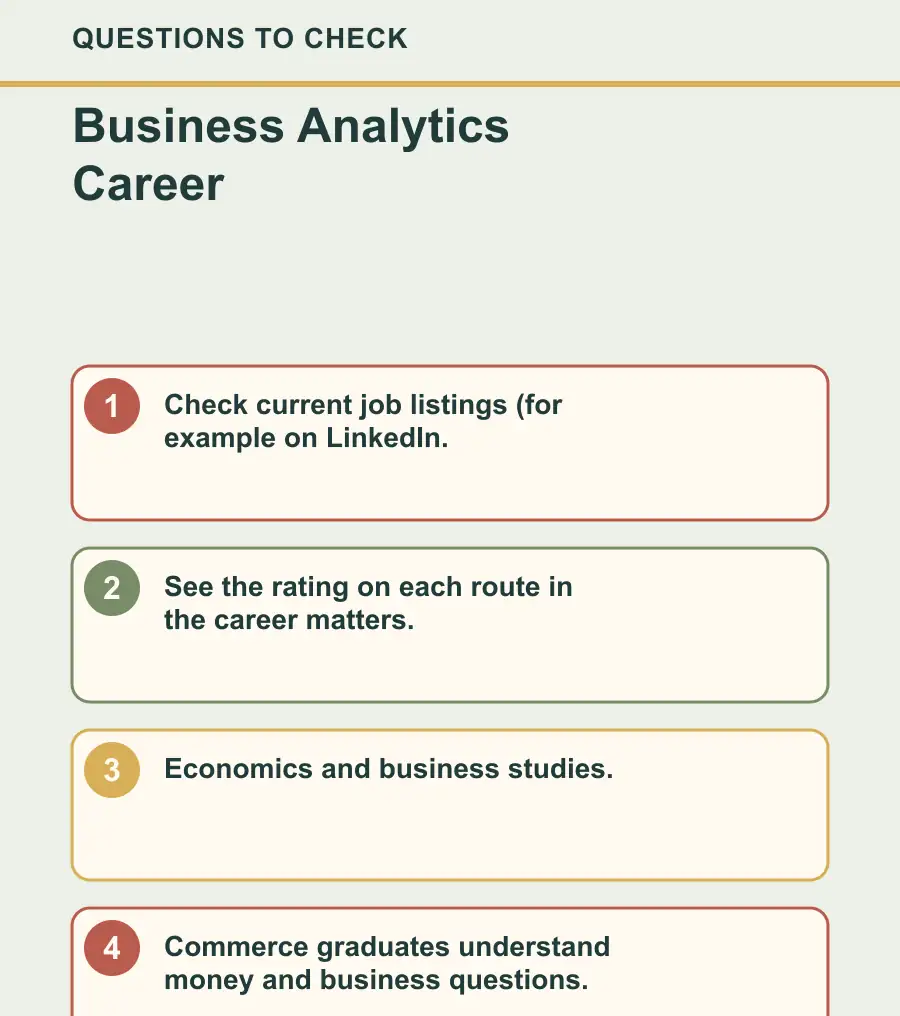 QUESTIONS TO CHECK
Business Analytics
Career
1
Check current job listings (for
example on LinkedIn.
2
See the rating on each route in
the career matters.
3
Economics and business studies.
4
Commerce graduates understand
money and business questions.